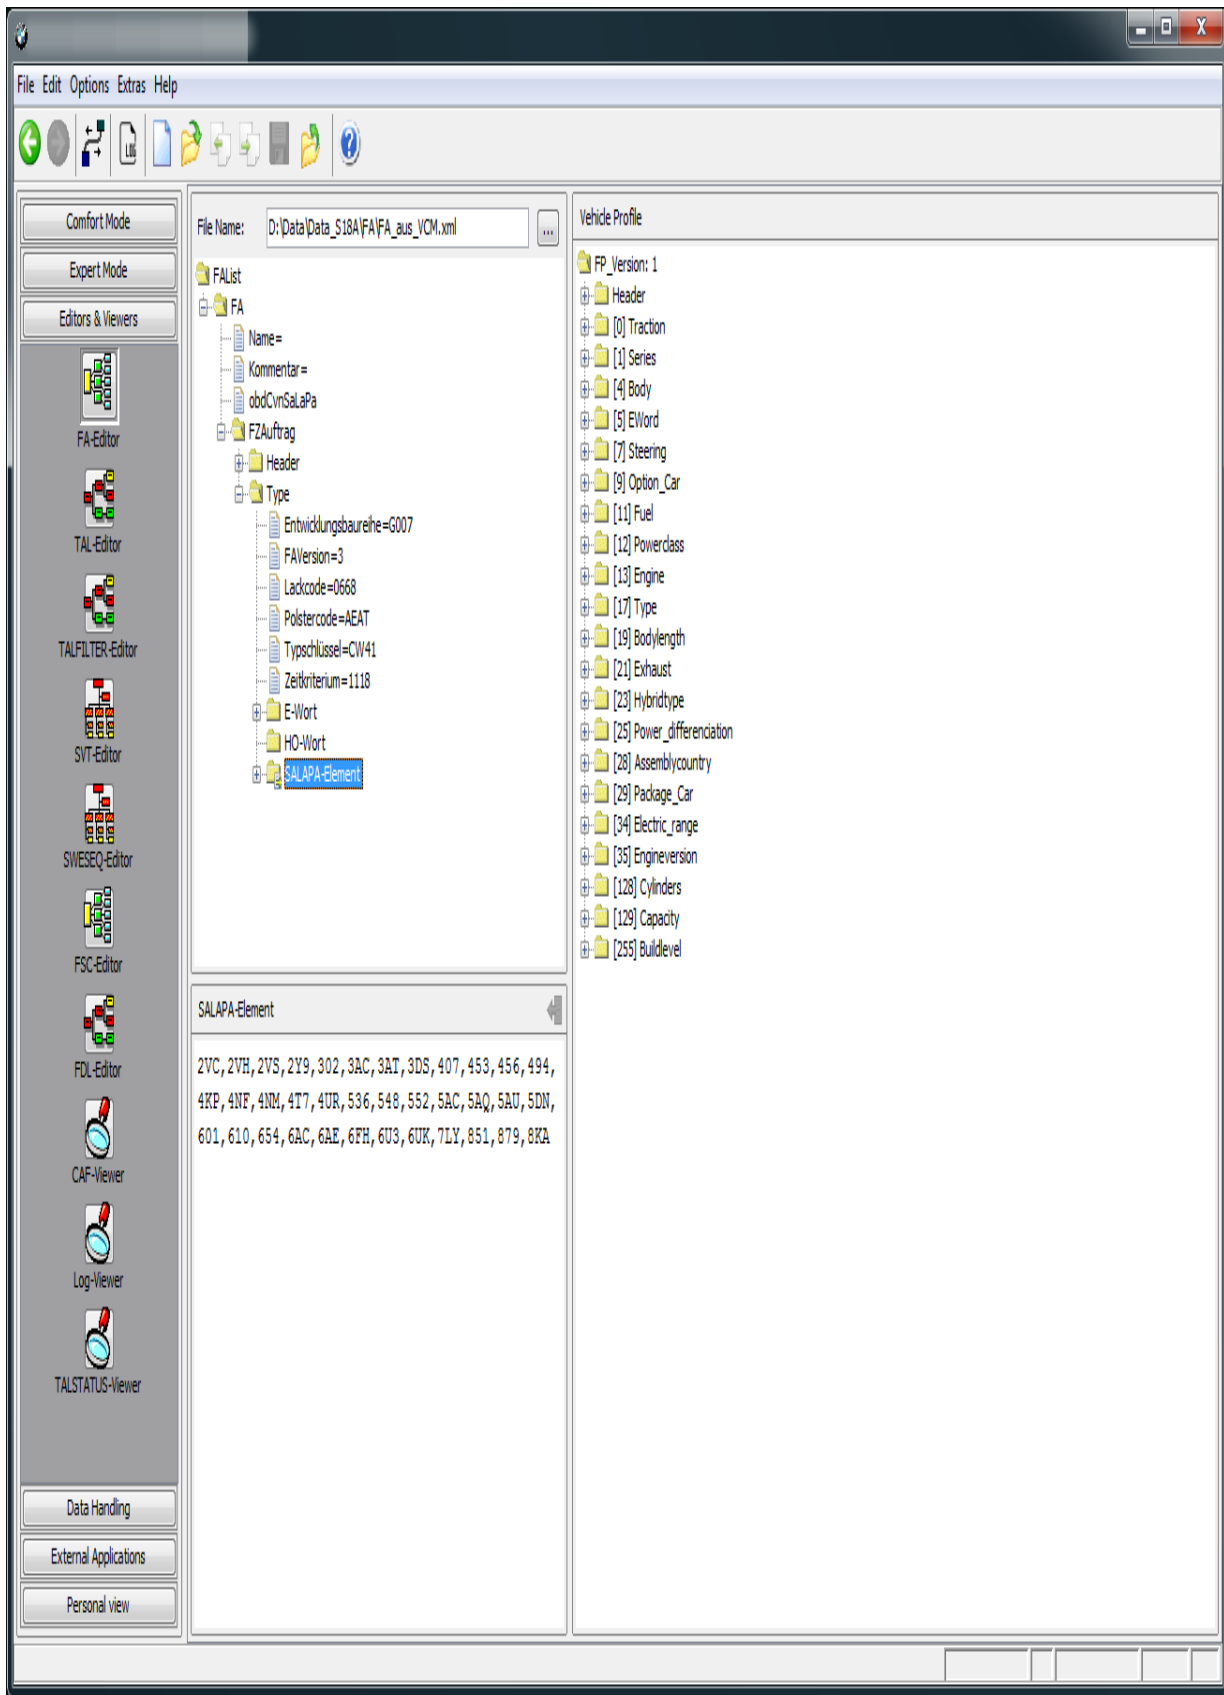 File Edit Options Extras Help
LOG
Comfort Mode
Expert Mode
Editors & Viewers
FA-Editor
TAL-Editor
TALFILTER-Editor
SVT-Editor
SWESEQ-Editor
FSC-Editor
FDL-Editor
CAF-Viewer
Log-Viewer
TALSTATUS-Viewer
Data Handling
External Applications
Personal view
File Name: D:\Data\Data_S18A\FA\FA_aus_VCM.xml ...
FAList
FA
Name=
Kommentar=
obdCvnSaLaPa
FZAuftrag
Header
Type
Entwicklungsbaureihe=G007
FAVersion=3
Lackcode=0668
Polstercode=AEAT
Typschlüssel=CW41
Zeitkriterium=1118
E-Wort
HO-Wort
SALAPA-Element
SALAPA-Element
2VC,2VH,2VS,2Y9,302,3AC,3AT,3DS,407,453,456,494,
4KP,4NF,4NM,4T7,4UR,536,548,552,5AC,5AQ,5AU,5DN,
601,610,654,6AC,6AE,6FH,6U3,6UK,7LY,851,879,8KA
Vehicle Profile
FP_Version: 1
Header
[0] Traction
[1] Series
[4] Body
[5] EWord
[7] Steering
[9] Option_Car
[11] Fuel
[12] Powerclass
[13] Engine
[17] Type
[19] Bodylength
[21] Exhaust
[23] Hybridtype
[25] Power_differenciation
[28] Assemblycountry
[29] Package_Car
[34] Electric_range
[35] Engineversion
[128] Cylinders
[129] Capacity
[255] Buildlevel